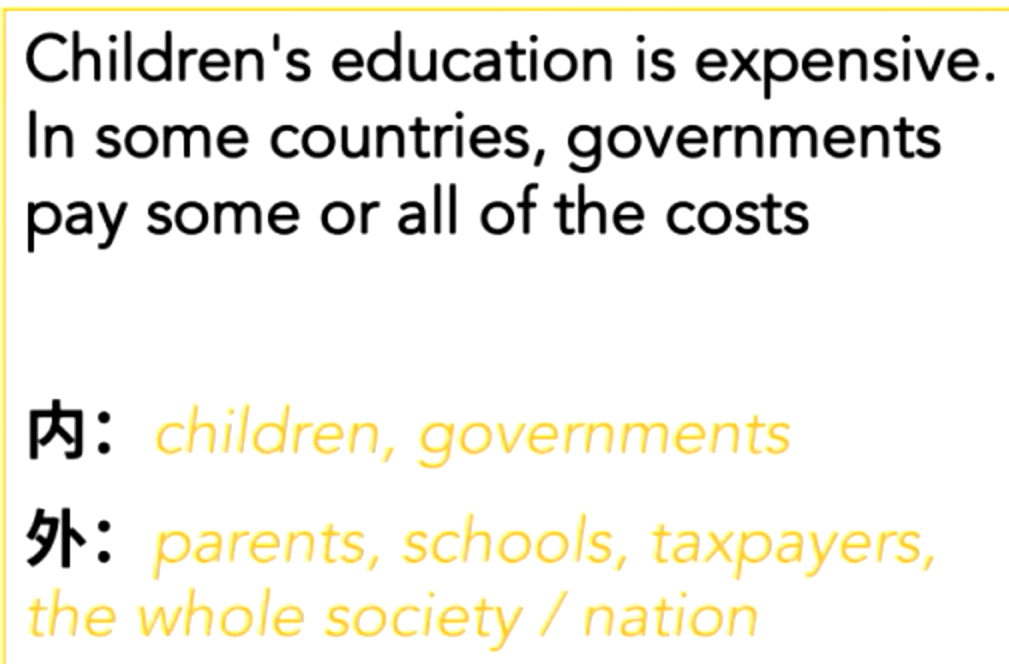 Children's education is expensive.
In some countries, governments
pay some or all of the costs
内：children, governments
外：parents, schools, taxpayers,
the whole society / nation